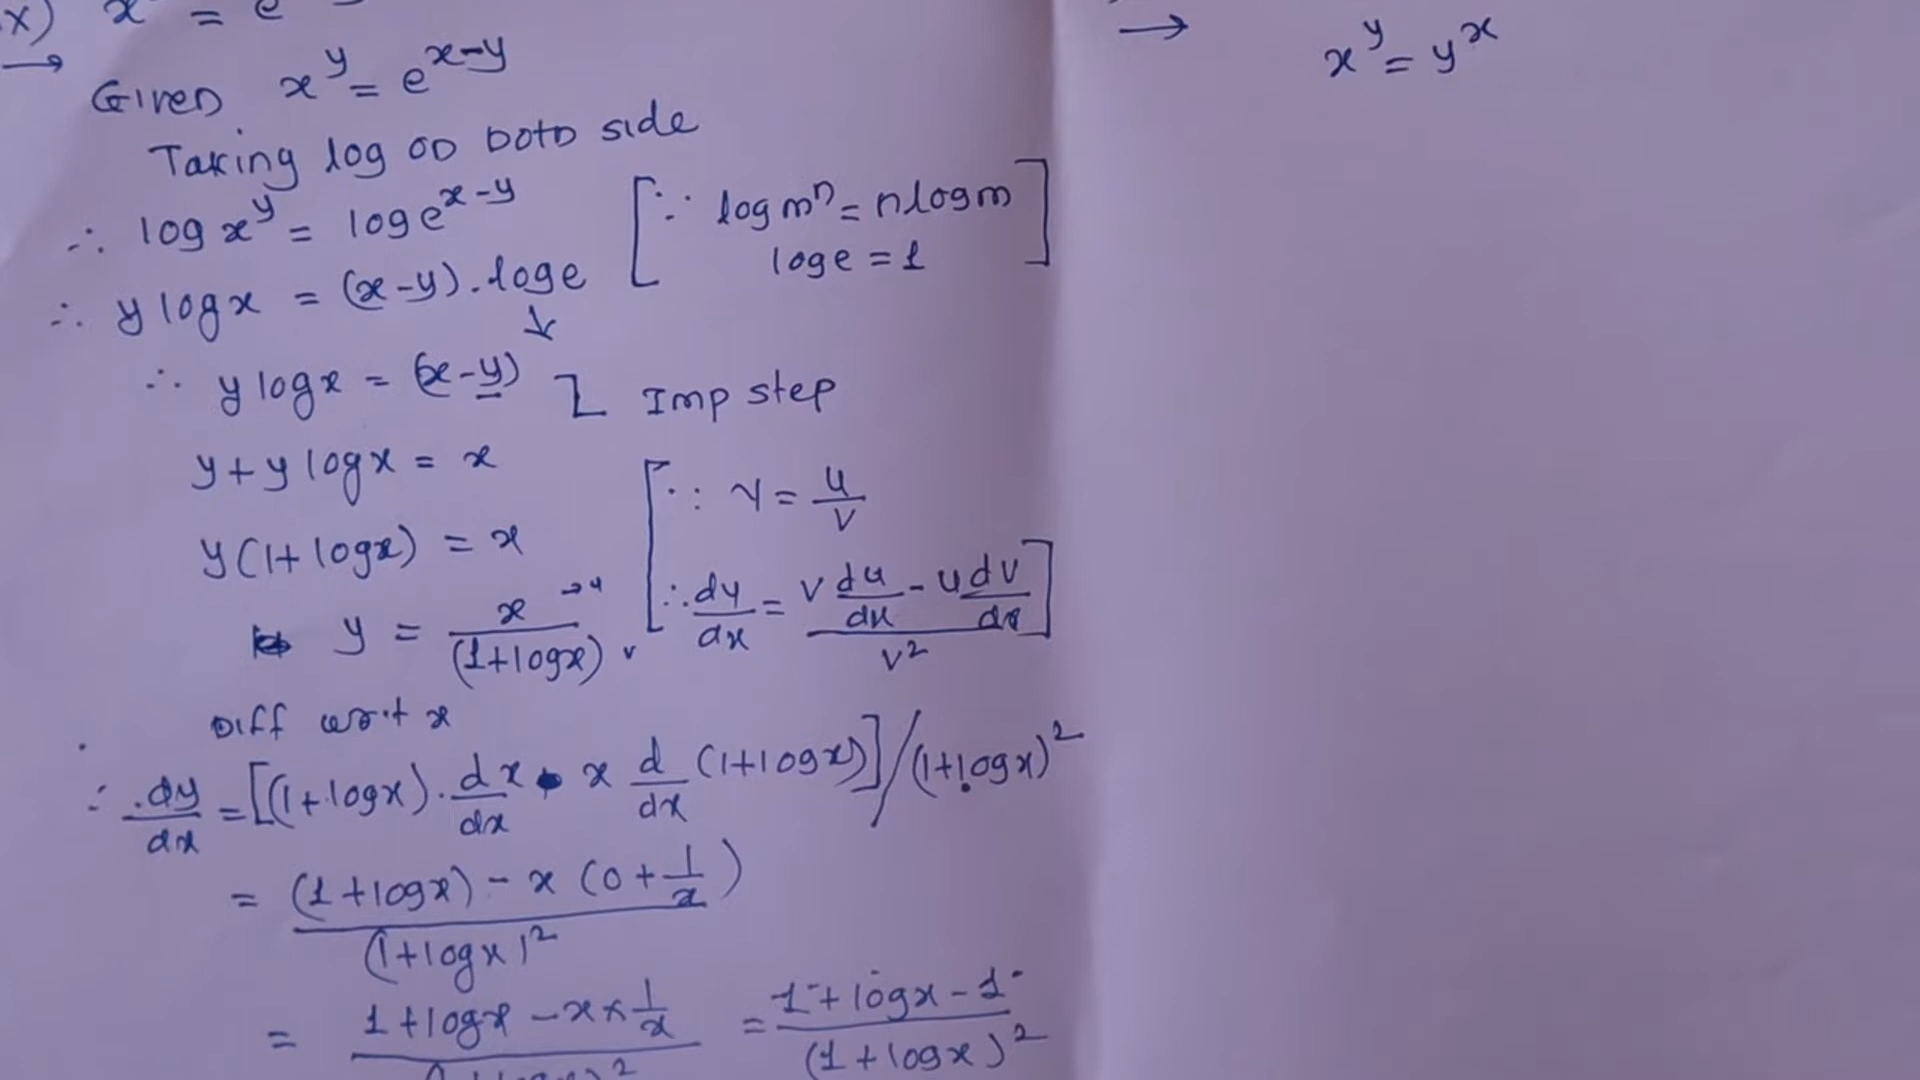 x) x = e
→ Given x^y = e^(x-y)
Taking log on both side
∴ log x^y = log e^(x-y) [∵ log m^n = n log m
log e = 1]
∴ y log x = (x-y). log e
∴ y log x = (x-y) ] Imp step
y + y log x = x
y(1+ log x) = x
y = x →u / (1+log x) v
[∵ y = u/v
∴ dy/dx = (v du/dx - u dv/dx) / v²]
Diff w.r.t x
∴ dy/dx = [(1+log x). d/dx x x d/dx (1+log x)] / (1+log x)²
= ((1+log x) - x (0 + 1/x)) / (1+log x)²
= (1+log x - x × 1/x) / = (1 + log x - 1) / (1+log x)²
→ x^y = y^x